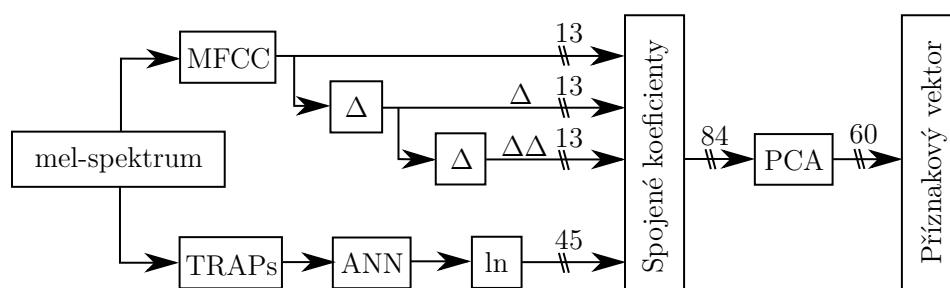 MFCC
13
Δ
Δ
13
mel-spektrum
Δ
ΔΔ
13
TRAPs
ANN
ln
45
Spojené koeficienty
84
PCA
60
Příznakový vektor